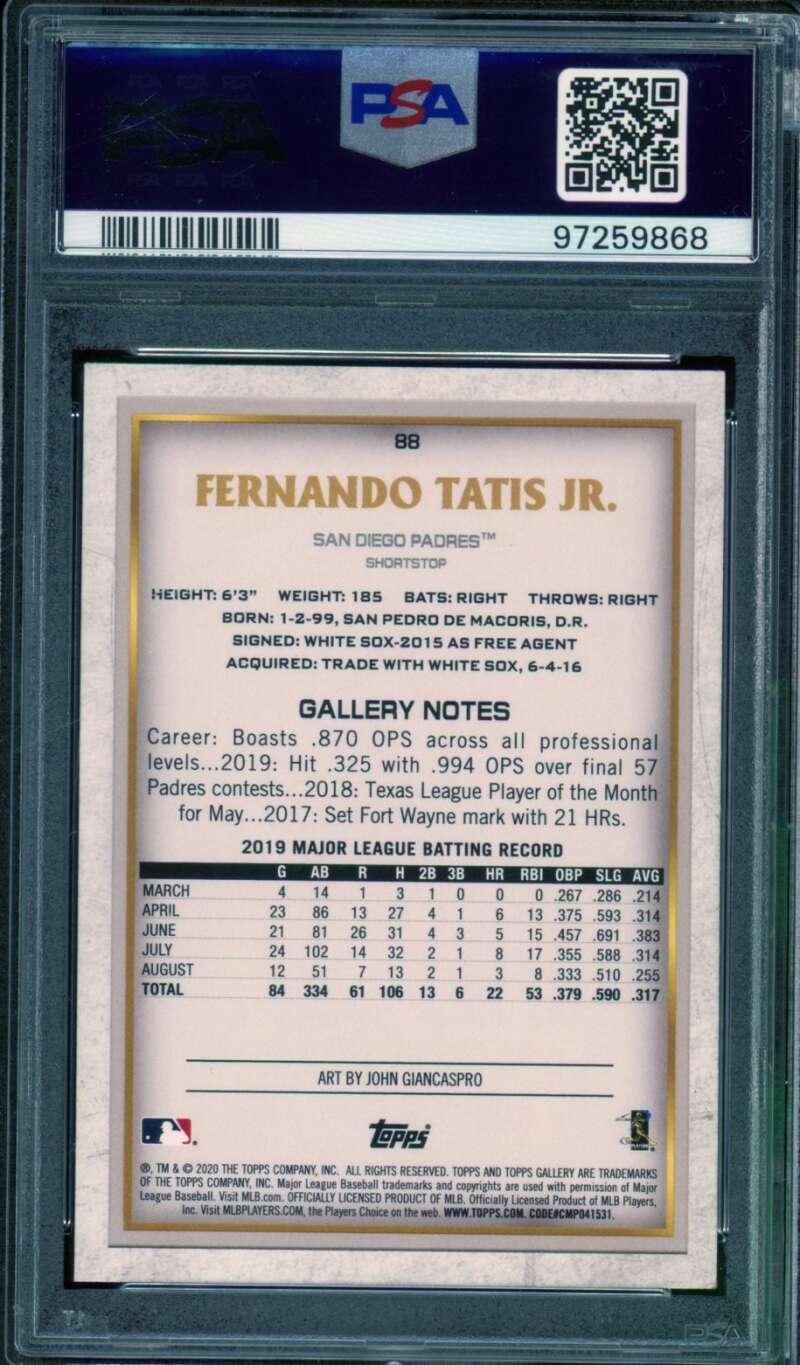 PSA
PSA
97259868
88
FERNANDO TATIS JR.
SAN DIEGO PADRES™
SHORTSTOP
HEIGHT: 6'3" WEIGHT: 185 BATS: RIGHT THROWS: RIGHT
BORN: 1-2-99, SAN PEDRO DE MACORIS, D.R.
SIGNED: WHITE SOX-2015 AS FREE AGENT
ACQUIRED: TRADE WITH WHITE SOX, 6-4-16
GALLERY NOTES
Career: Boasts .870 OPS across all professional
levels...2019: Hit .325 with .994 OPS over final 57
Padres contests...2018: Texas League Player of the Month
for May...2017: Set Fort Wayne mark with 21 HRs.
2019 MAJOR LEAGUE BATTING RECORD
G AB R H 2B 3B HR RBI OBP SLG AVG
MARCH 4 14 1 3 1 0 0 0 .267 .286 .214
APRIL 23 86 13 27 4 1 6 13 .375 .593 .314
JUNE 21 81 26 31 4 3 5 15 .457 .691 .383
JULY 24 102 14 32 2 1 8 17 .355 .588 .314
AUGUST 12 51 7 13 2 1 3 8 .333 .510 .255
TOTAL 84 334 61 106 13 6 22 53 .379 .590 .317
ART BY JOHN GIANCASPRO
topps
®, TM & © 2020 THE TOPPS COMPANY, INC. ALL RIGHTS RESERVED. TOPPS AND TOPPS GALLERY ARE TRADEMARKS
OF THE TOPPS COMPANY, INC. Major League Baseball trademarks and copyrights are used with permission of Major
League Baseball. Visit MLB.com. OFFICIALLY LICENSED PRODUCT OF MLB. Officially Licensed Product of MLB Players,
Inc. Visit MLBPLAYERS.COM, the Players Choice on the web. WWW.TOPPS.COM. CODE#CMP041531.
PSA